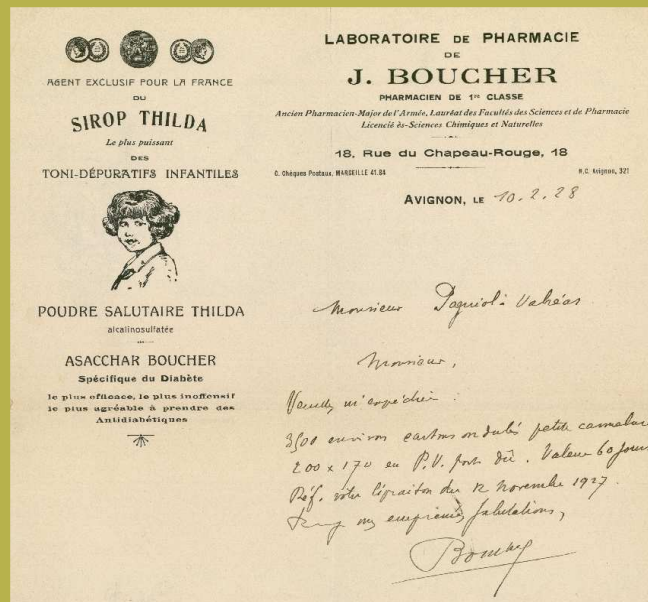 AGENT EXCLUSIF POUR LA FRANCE
DU
SIROP THILDA
Le plus puissant
DES
TONI-DÉPURATIFS INFANTILES
POUDRE SALUTAIRE THILDA
alcalinosulfatée
ASACCHAR BOUCHER
Spécifique du Diabète
le plus efficace, le plus inoffensif
le plus agréable à prendre des
Antidiabétiques
LABORATOIRE DE PHARMACIE
DE
J. BOUCHER
PHARMACIEN DE 1RE CLASSE
Ancien Pharmacien-Major de l'Armée, Lauréat des Facultés des Sciences et de Pharmacie
Licencié ès-Sciences Chimiques et Naturelles
18, Rue du Chapeau-Rouge, 18
C. Chèques Postaux, MARSEILLE 41.84
R.C. Avignon, 321
AVIGNON, LE 10.2.28
Monsieur à Valréas
Monsieur,
Veuillez m'expédier :
3500 environ cartons ondulés petite cannelure
200 x 170 en P.V. port dû. Valeur 60 jours
Réf. votre livraison du 12 novembre 1927.
mes empressées salutations,